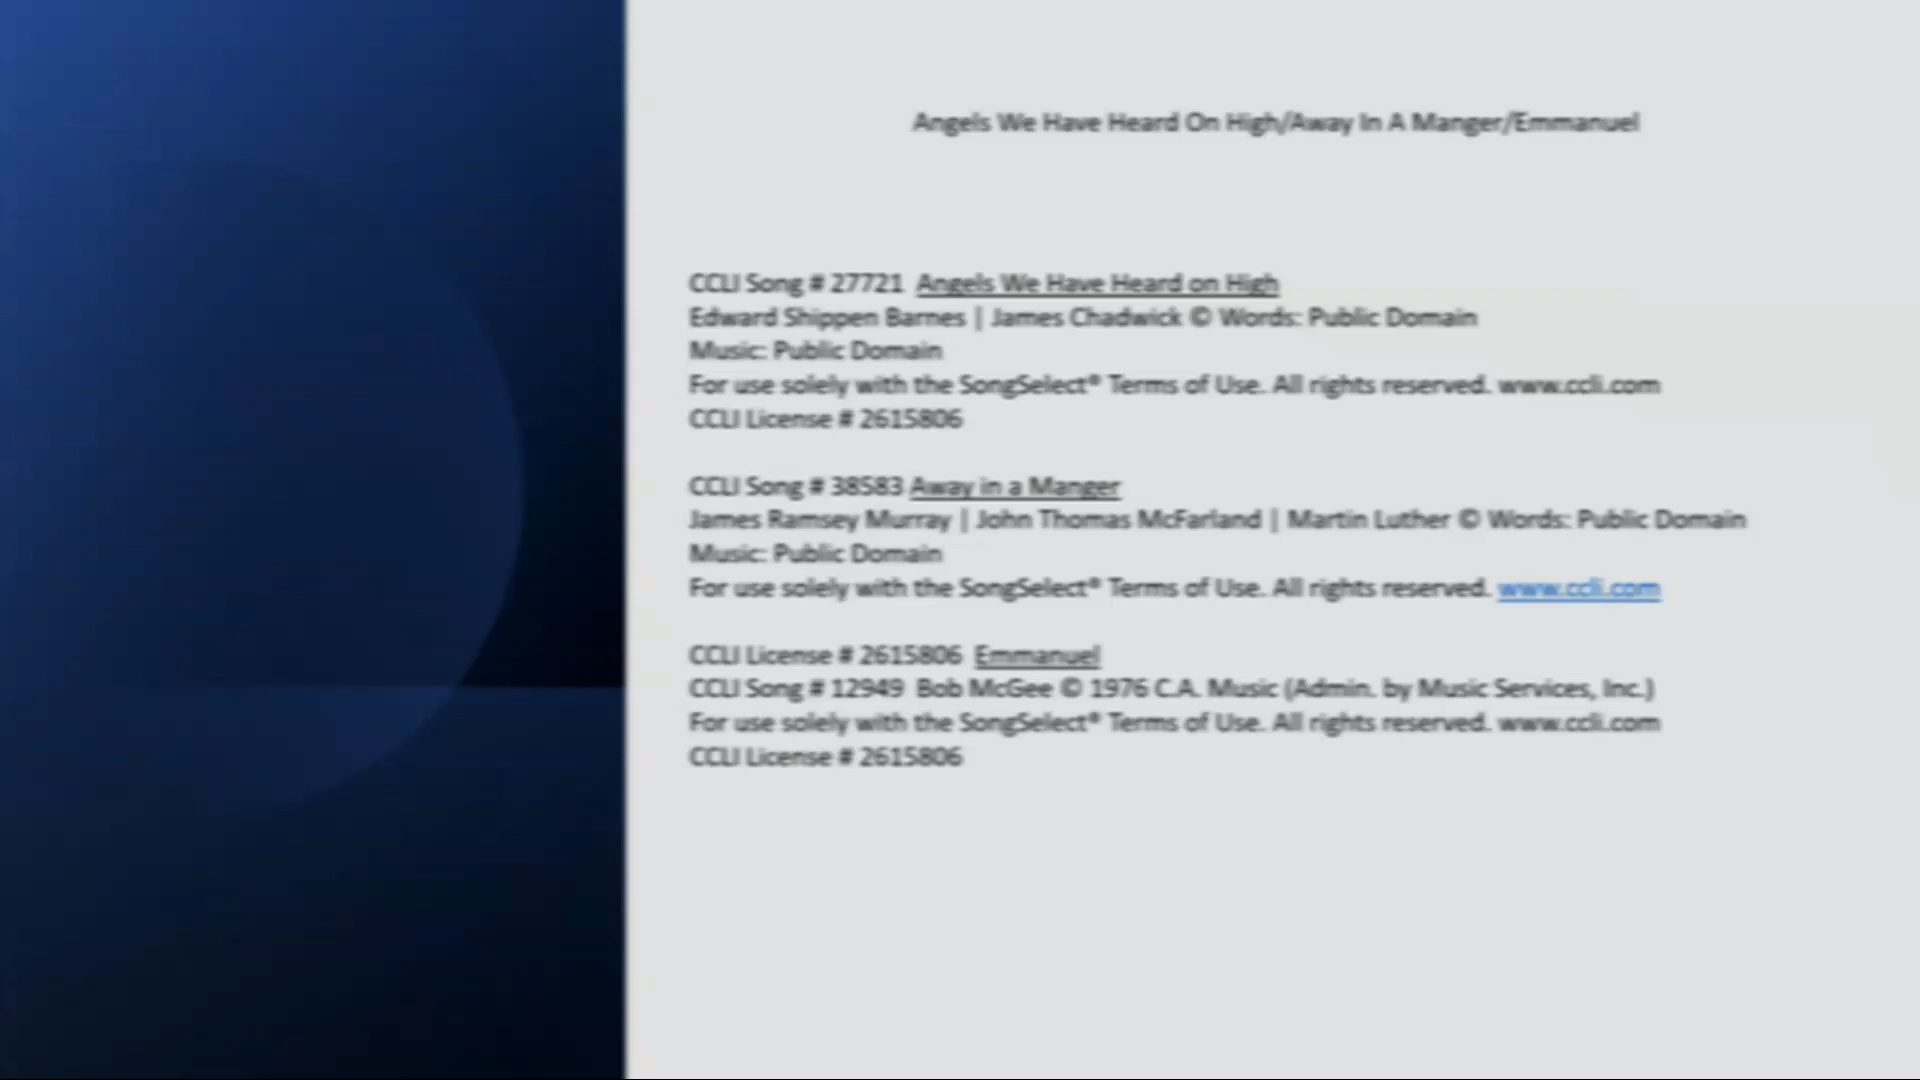 Angels We Have Heard On High/Away In A Manger/Emmanuel
CCLI Song # 27721 Angels We Have Heard on High
Edward Shippen Barnes | James Chadwick © Words: Public Domain
Music: Public Domain
For use solely with the SongSelect® Terms of Use. All rights reserved. www.ccli.com
CCLI License # 2615806
CCLI Song # 38583 Away in a Manger
James Ramsey Murray | John Thomas McFarland | Martin Luther © Words: Public Domain
Music: Public Domain
For use solely with the SongSelect® Terms of Use. All rights reserved. www.ccli.com
CCLI License # 2615806 Emmanuel
CCLI Song # 12949 Bob McGee © 1976 C.A. Music (Admin. by Music Services, Inc.)
For use solely with the SongSelect® Terms of Use. All rights reserved. www.ccli.com
CCLI License # 2615806